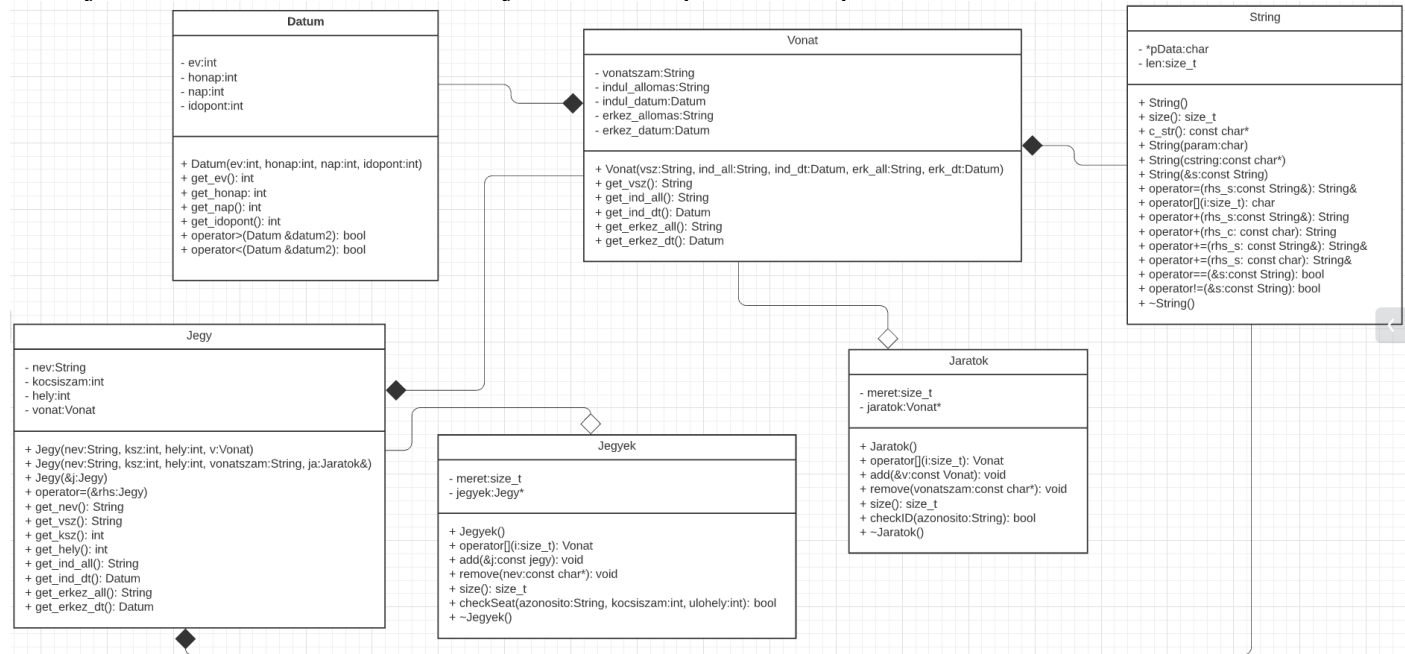 Datum
- ev:int
- honap:int
- nap:int
- idopont:int
+ Datum(ev:int, honap:int, nap:int, idopont:int)
+ get_ev(): int
+ get_honap: int
+ get_nap(): int
+ get_idopont(): int
+ operator>(Datum &datum2): bool
+ operator<(Datum &datum2): bool
Vonat
- vonatszam:String
- indul_allomas:String
- indul_datum:Datum
- erkez_allomas:String
- erkez_datum:Datum
+ Vonat(vsz:String, ind_all:String, ind_dt:Datum, erk_all:String, erk_dt:Datum)
+ get_vsz(): String
+ get_ind_all(): String
+ get_ind_dt(): Datum
+ get_erkez_all(): String
+ get_erkez_dt(): Datum
String
- *pData:char
- len:size_t
+ String()
+ size(): size_t
+ c_str(): const char*
+ String(param:char)
+ String(cstring:const char*)
+ String(&s:const String)
+ operator=(rhs_s:const String&): String&
+ operator[](i:size_t): char
+ operator+(rhs_s:const String&): String
+ operator+(rhs_c: const char): String
+ operator+=(rhs_s: const String&): String&
+ operator+=(rhs_s: const char): String&
+ operator==(&s:const String): bool
+ operator!=(&s:const String): bool
+ ~String()
Jegy
- nev:String
- kocsiszam:int
- hely:int
- vonat:Vonat
+ Jegy(nev:String, ksz:int, hely:int, v:Vonat)
+ Jegy(nev:String, ksz:int, hely:int, vonatszam:String, ja:Jaratok&)
+ Jegy(&j:Jegy)
+ operator=(&rhs:Jegy)
+ get_nev(): String
+ get_vsz(): String
+ get_ksz(): int
+ get_hely(): int
+ get_ind_all(): String
+ get_ind_dt(): Datum
+ get_erkez_all(): String
+ get_erkez_dt(): Datum
Jegyek
- meret:size_t
- jegyek:Jegy*
+ Jegyek()
+ operator[](i:size_t): Vonat
+ add(&j:const jegy): void
+ remove(nev:const char*): void
+ size(): size_t
+ checkSeat(azonosito:String, kocsiszam:int, ulohely:int): bool
+ ~Jegyek()
Jaratok
- meret:size_t
- jaratok:Vonat*
+ Jaratok()
+ operator[](i:size_t): Vonat
+ add(&v:const Vonat): void
+ remove(vonatszam:const char*): void
+ size(): size_t
+ checkID(azonosito:String): bool
+ ~Jaratok()